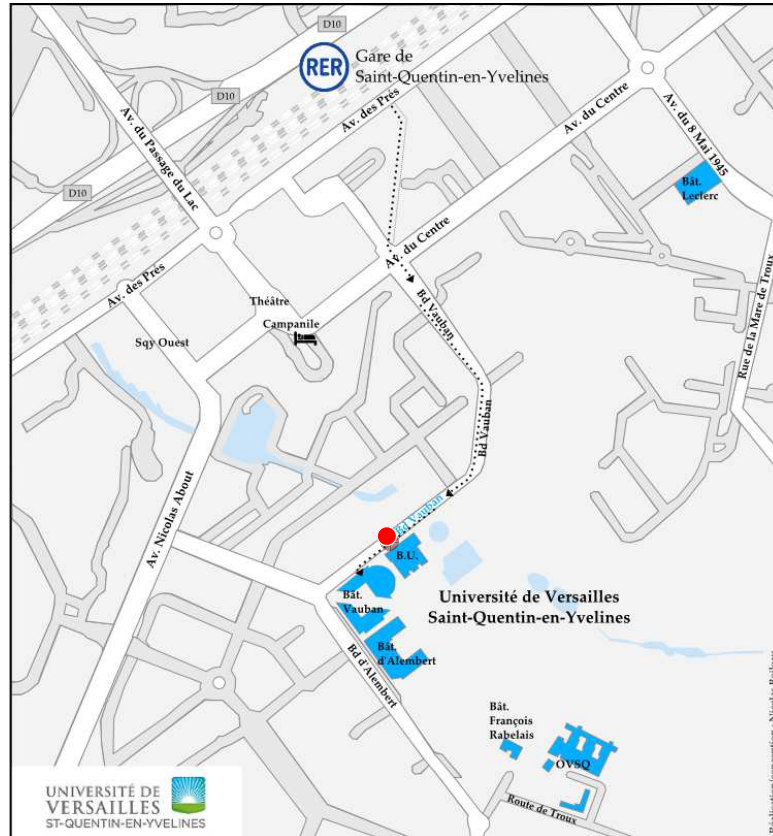 D10
RER
Gare de
Saint-Quentin-en-Yvelines
D10
Av. des Prés
Av. du Centre
Av. du Passage du Lac
Av. du 8 Mai 1945
D10
Bât.
Leclerc
Av. du Centre
Av. des Prés
Bd Vauban
Théâtre
Campanile
Sqy Ouest
Rue de la Mare de Troux
Bd Vauban
Av. Nicolas About
Bd Vauban
B.U.
Université de Versailles
Saint-Quentin-en-Yvelines
Bât.
Vauban
Bât.
d'Alembert
Bd d'Alembert
Bât.
François
Rabelais
OVSQ
Route de Troux
UNIVERSITÉ DE
VERSAILLES
ST-QUENTIN-EN-YVELINES